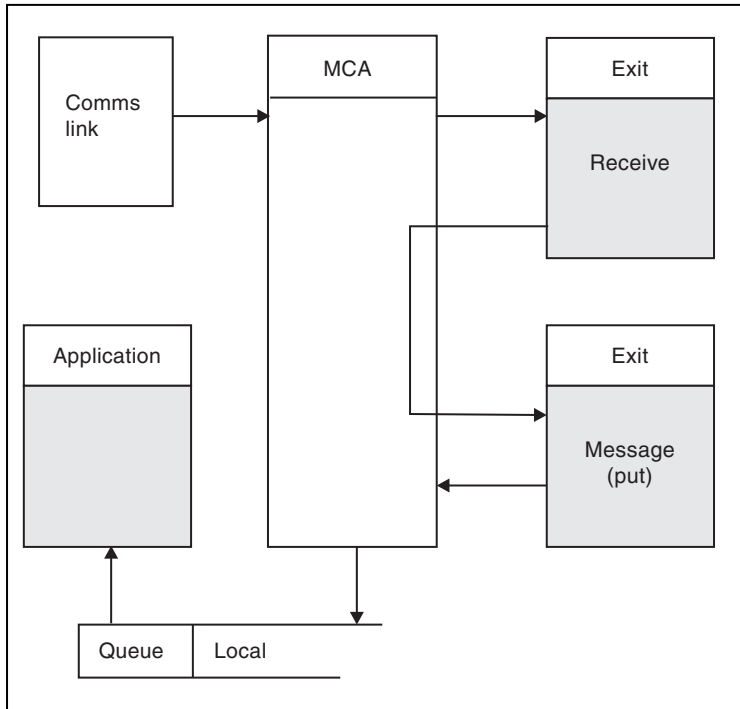 Comms
link
MCA
Exit
Receive
Application
Exit
Message
(put)
Queue
Local